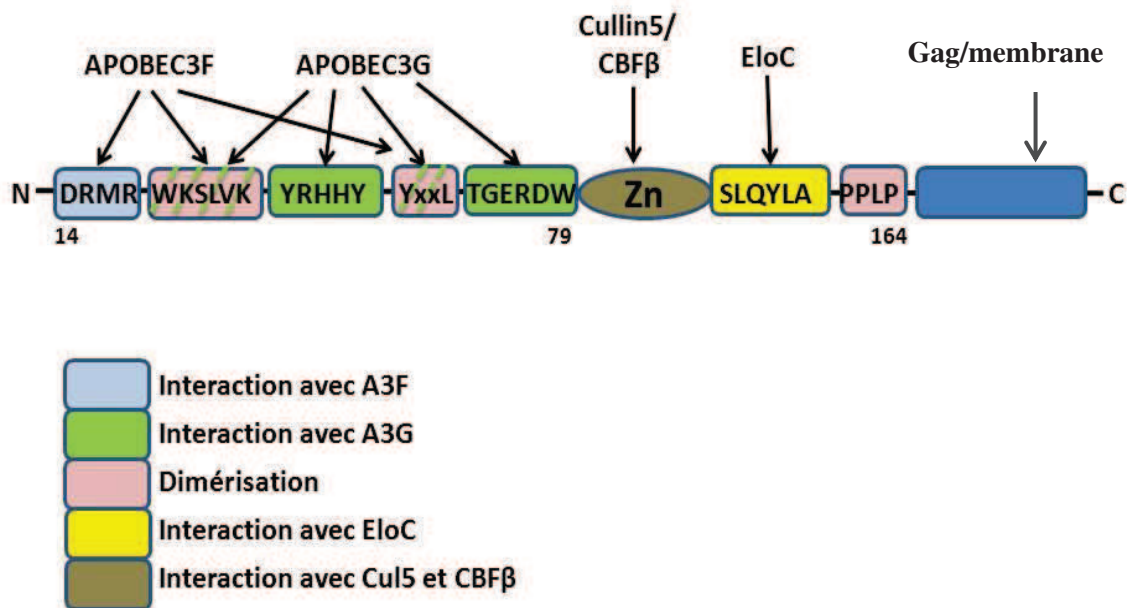 Cullin5/
CBFβ
APOBEC3F APOBEC3G EloC Gag/membrane
N DRMR WKSLVK YRHHY YxxL TGERDW Zn SLQYLA PPLP C
14 79 164
Interaction avec A3F
Interaction avec A3G
Dimérisation
Interaction avec EloC
Interaction avec Cul5 et CBFβ